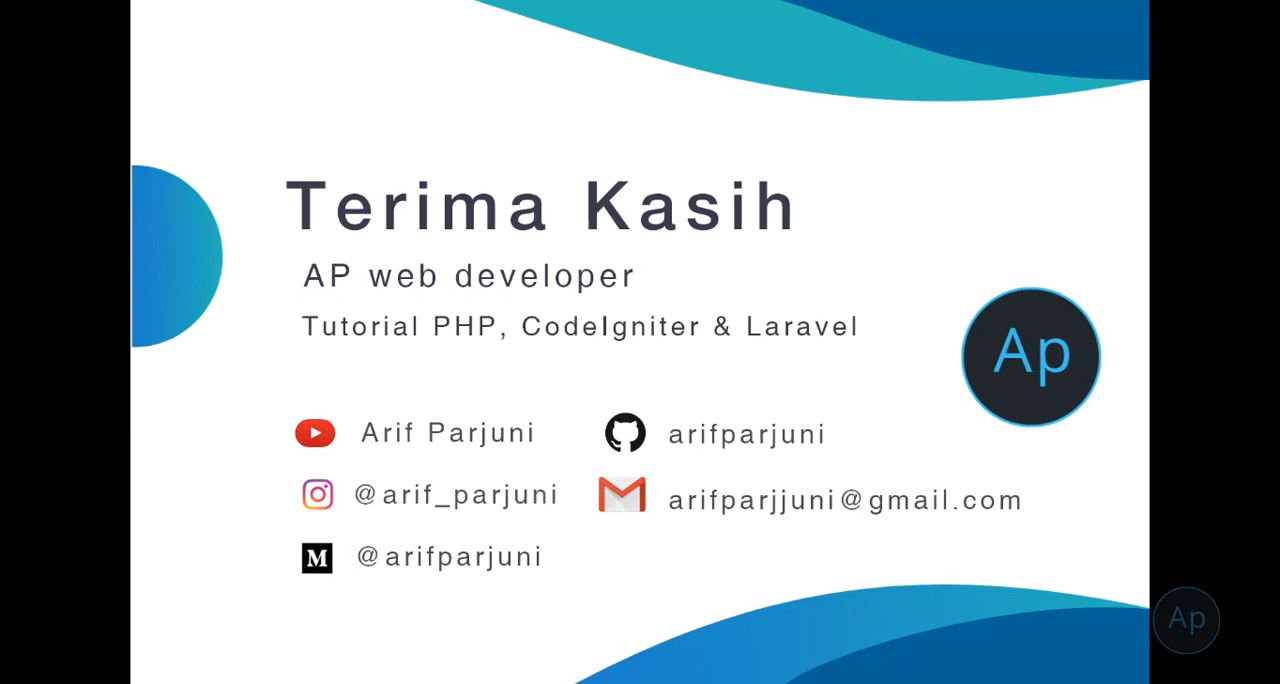 Terima Kasih
AP web developer
Tutorial PHP, CodeIgniter & Laravel
Ap
Arif Parjuni
arifparjuni
@arif_parjuni
arifparjjuni@gmail.com
M
@arifparjuni
Ap